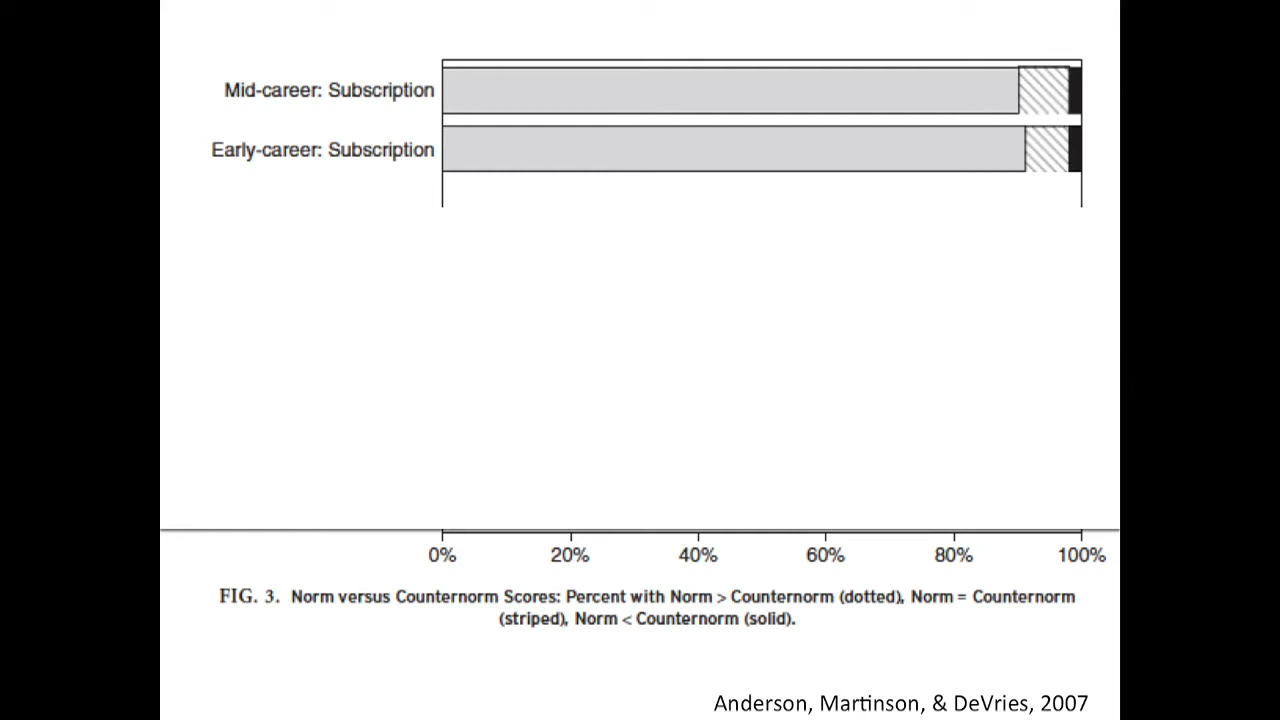 Mid-career: Subscription
Early-career: Subscription
0% 20% 40% 60% 80% 100%
FIG. 3. Norm versus Counternorm Scores: Percent with Norm > Counternorm (dotted), Norm = Counternorm
(striped), Norm < Counternorm (solid).
Anderson, Martinson, & DeVries, 2007